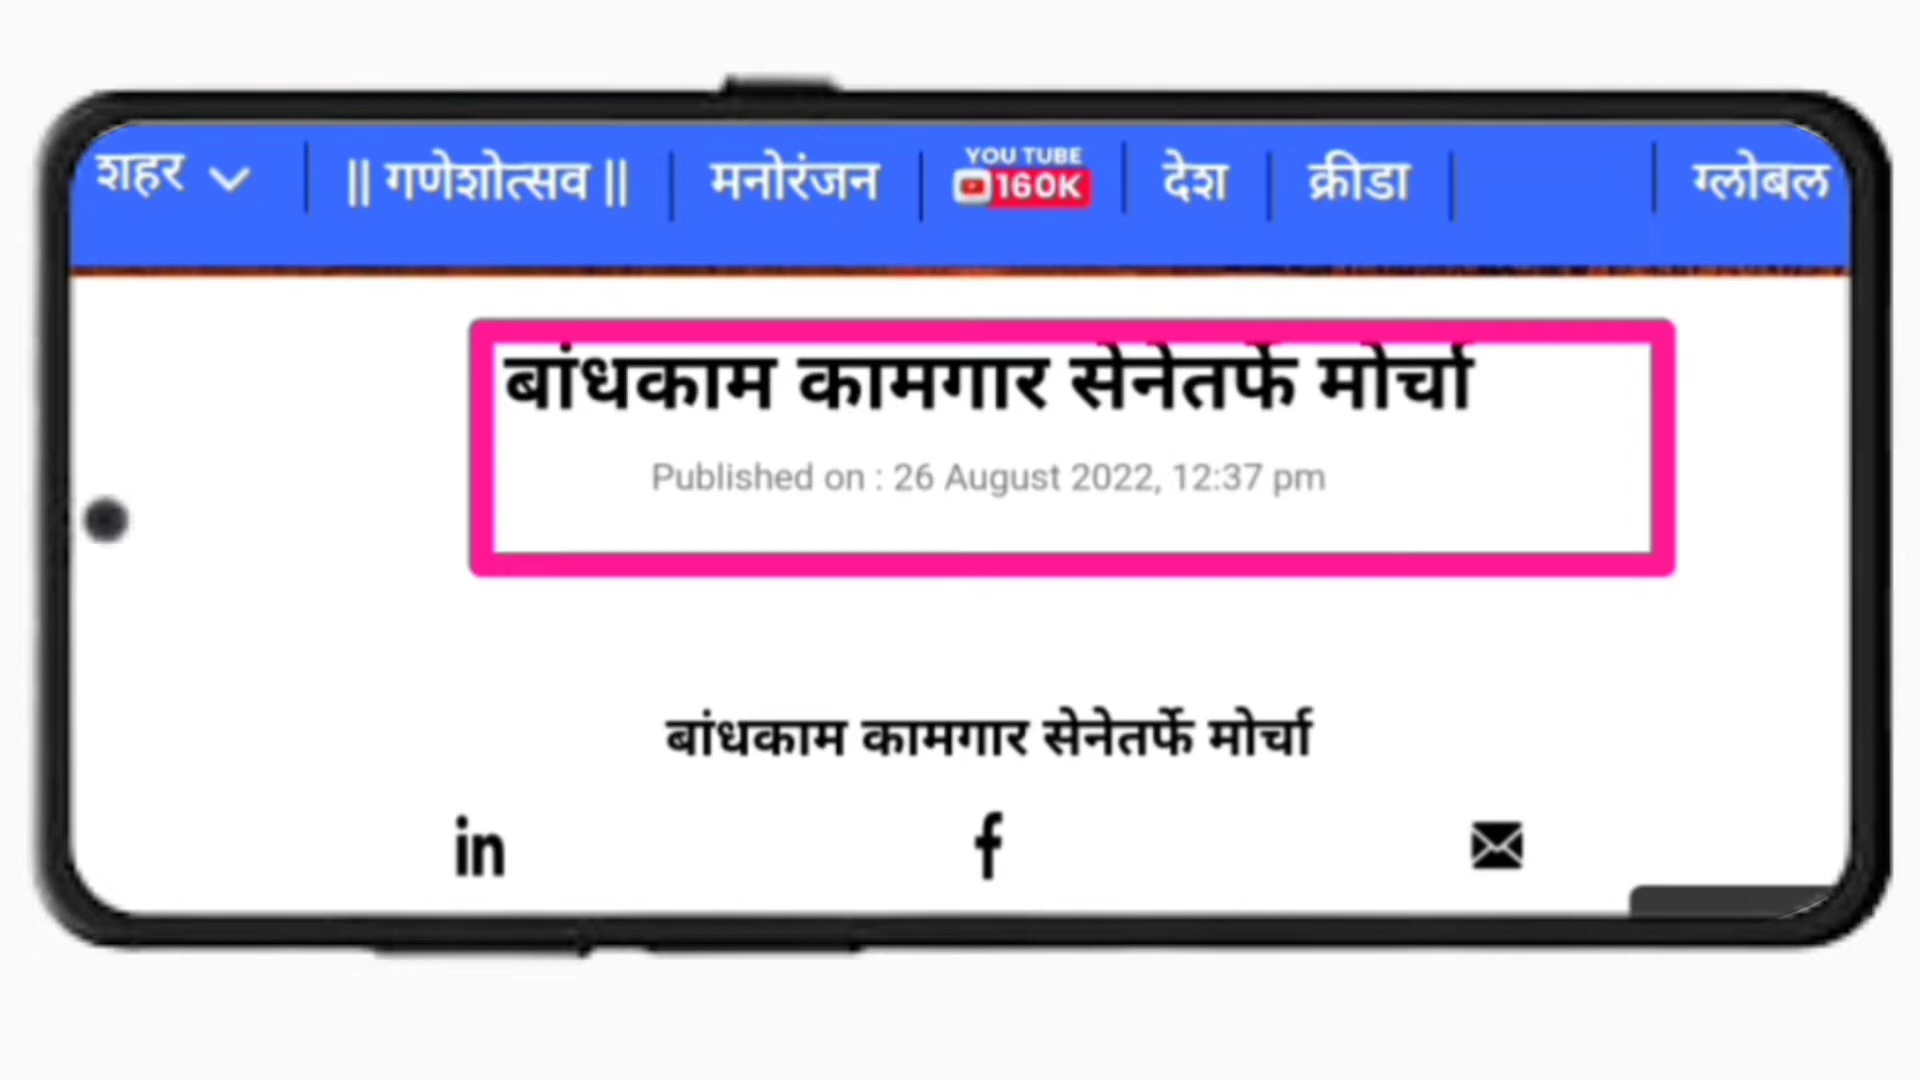 शहर
|| गणेशोत्सव ||
मनोरंजन
YOU TUBE
160K
देश
क्रीडा
ग्लोबल
बांधकाम कामगार सेनेतर्फे मोर्चा
Published on : 26 August 2022, 12:37 pm
बांधकाम कामगार सेनेतर्फे मोर्चा
in
f